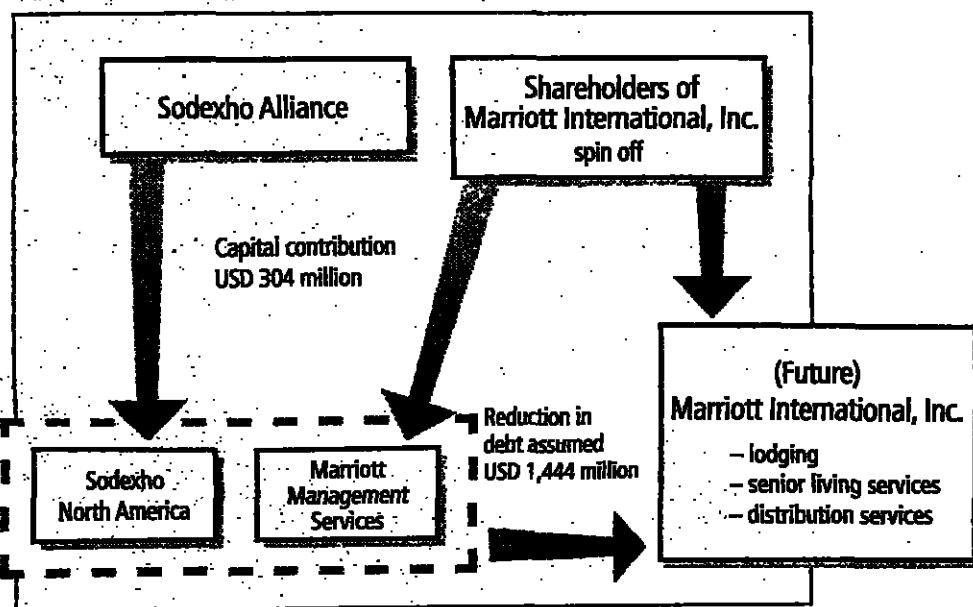 Sodexho Alliance
Shareholders of
Marriott International, Inc.
spin off
Capital contribution
USD 304 million
Sodexho
North America
Marriott
Management
Services
Reduction in
debt assumed
USD 1,444 million
(Future)
Marriott International, Inc.
– lodging
– senior living services
– distribution services